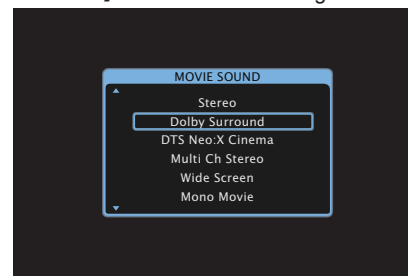 MOVIE SOUND
Stereo
Dolby Surround
DTS Neo:X Cinema
Multi Ch Stereo
Wide Screen
Mono Movie